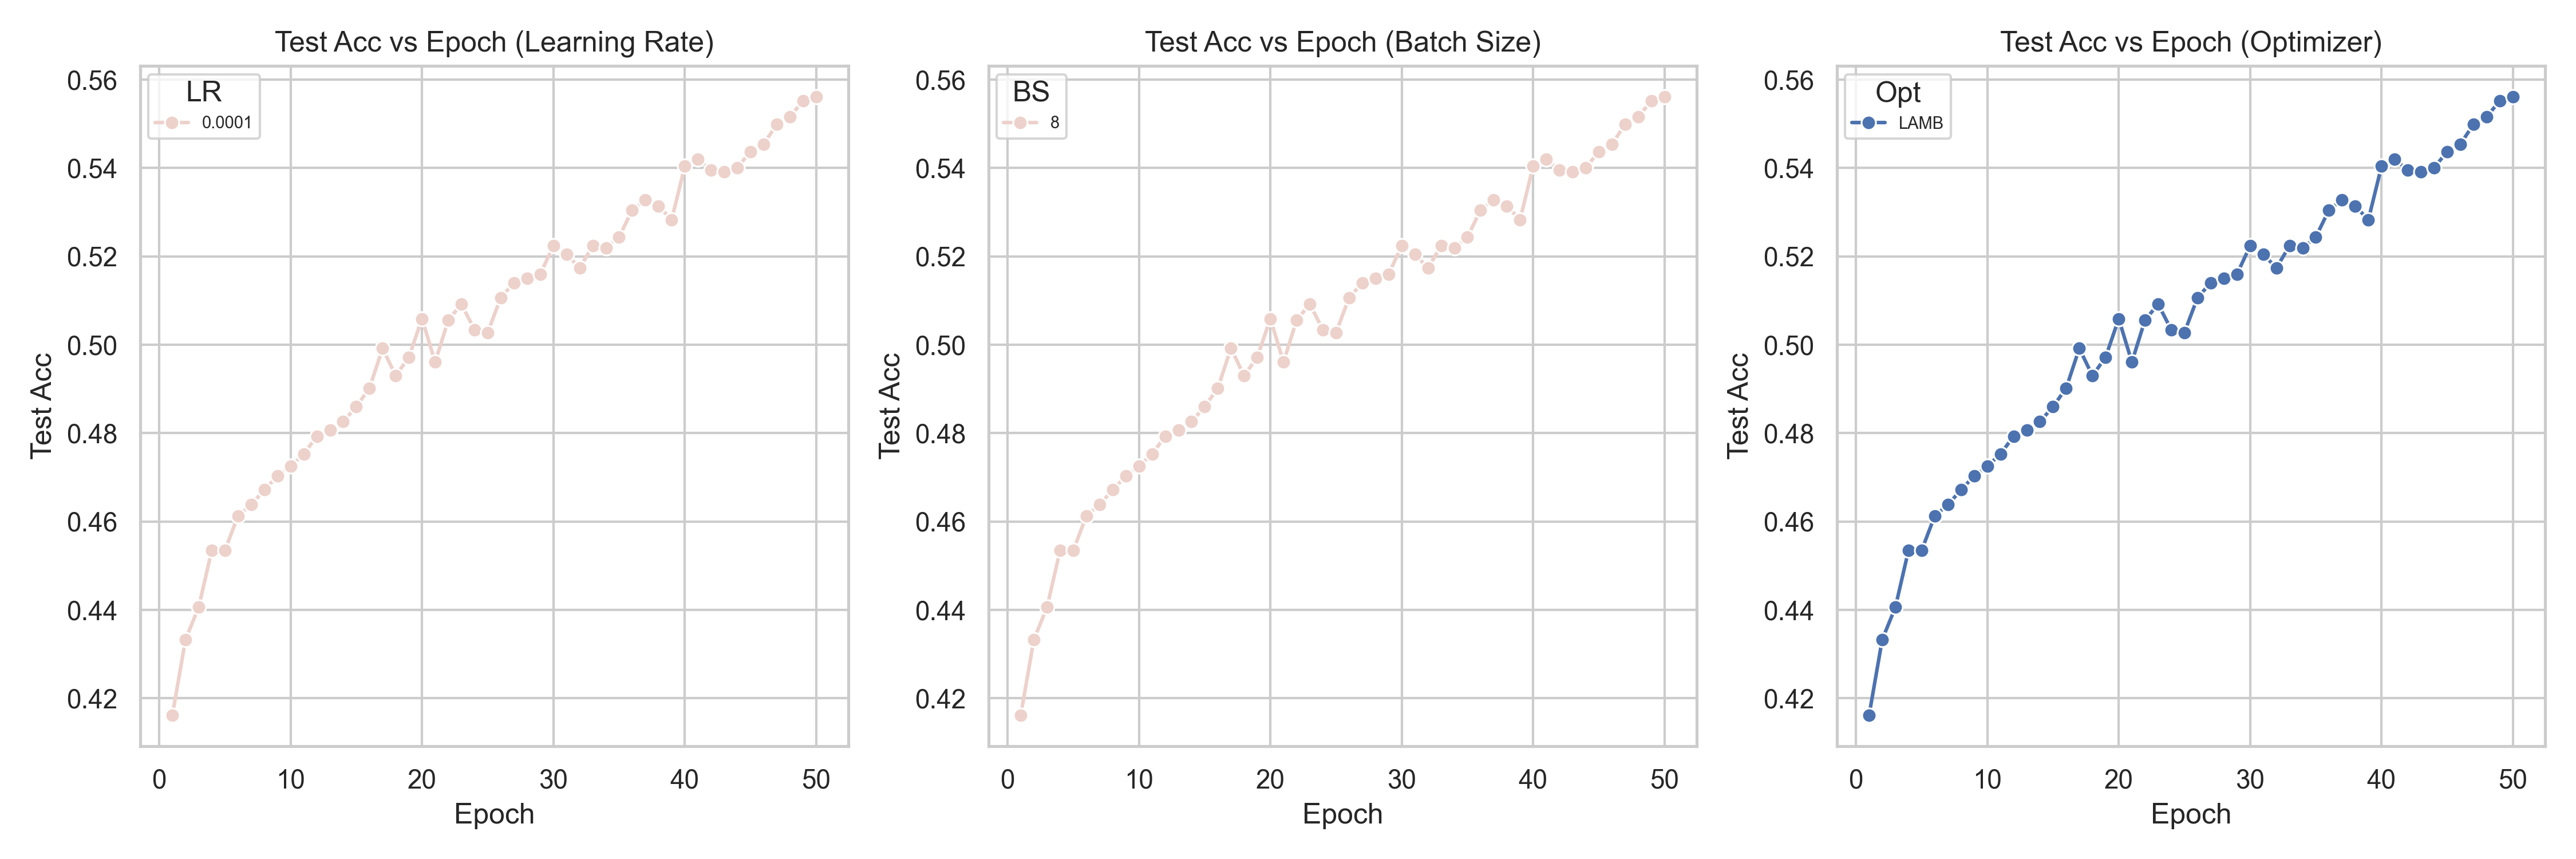 Test Acc vs Epoch (Learning Rate)
LR
0.0001
0.56
0.54
0.52
0.50
0.48
0.46
0.44
0.42
Test Acc
0 10 20 30 40 50
Epoch
Test Acc vs Epoch (Batch Size)
BS
8
0.56
0.54
0.52
0.50
0.48
0.46
0.44
0.42
Test Acc
0 10 20 30 40 50
Epoch
Test Acc vs Epoch (Optimizer)
Opt
LAMB
0.56
0.54
0.52
0.50
0.48
0.46
0.44
0.42
Test Acc
0 10 20 30 40 50
Epoch